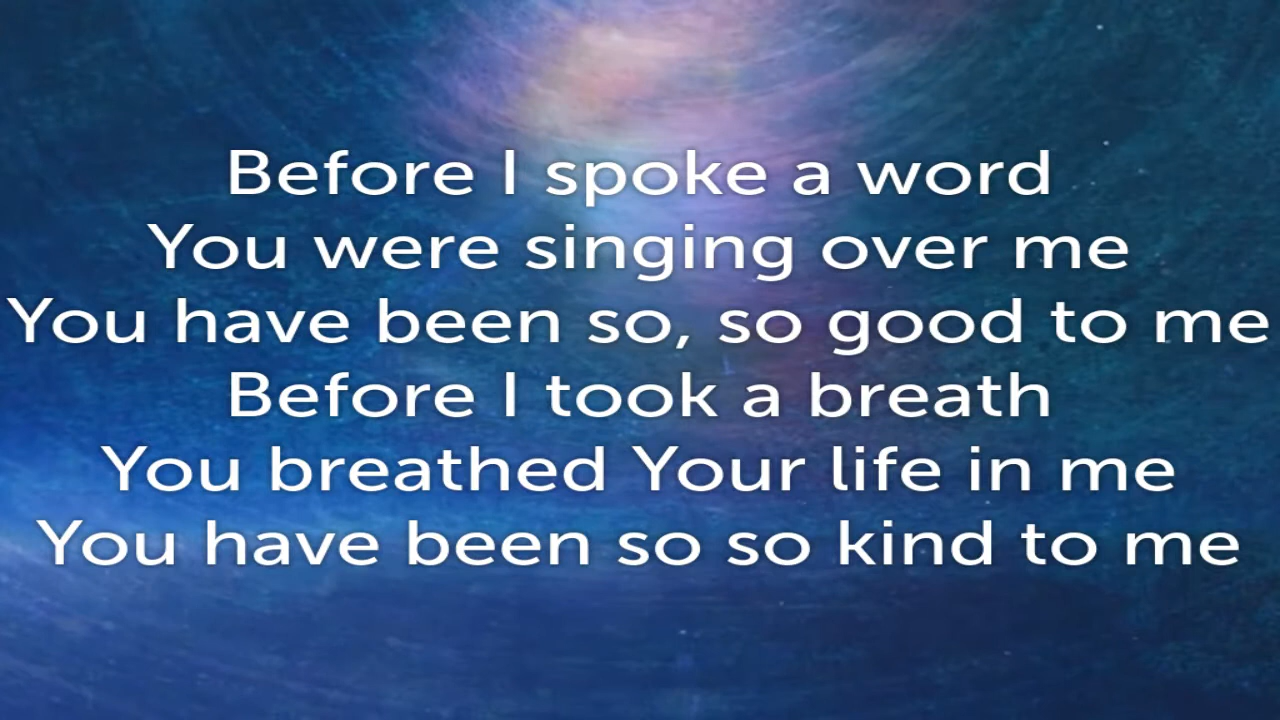 Before I spoke a word
You were singing over me
You have been so, so good to me
Before I took a breath
You breathed Your life in me
You have been so so kind to me